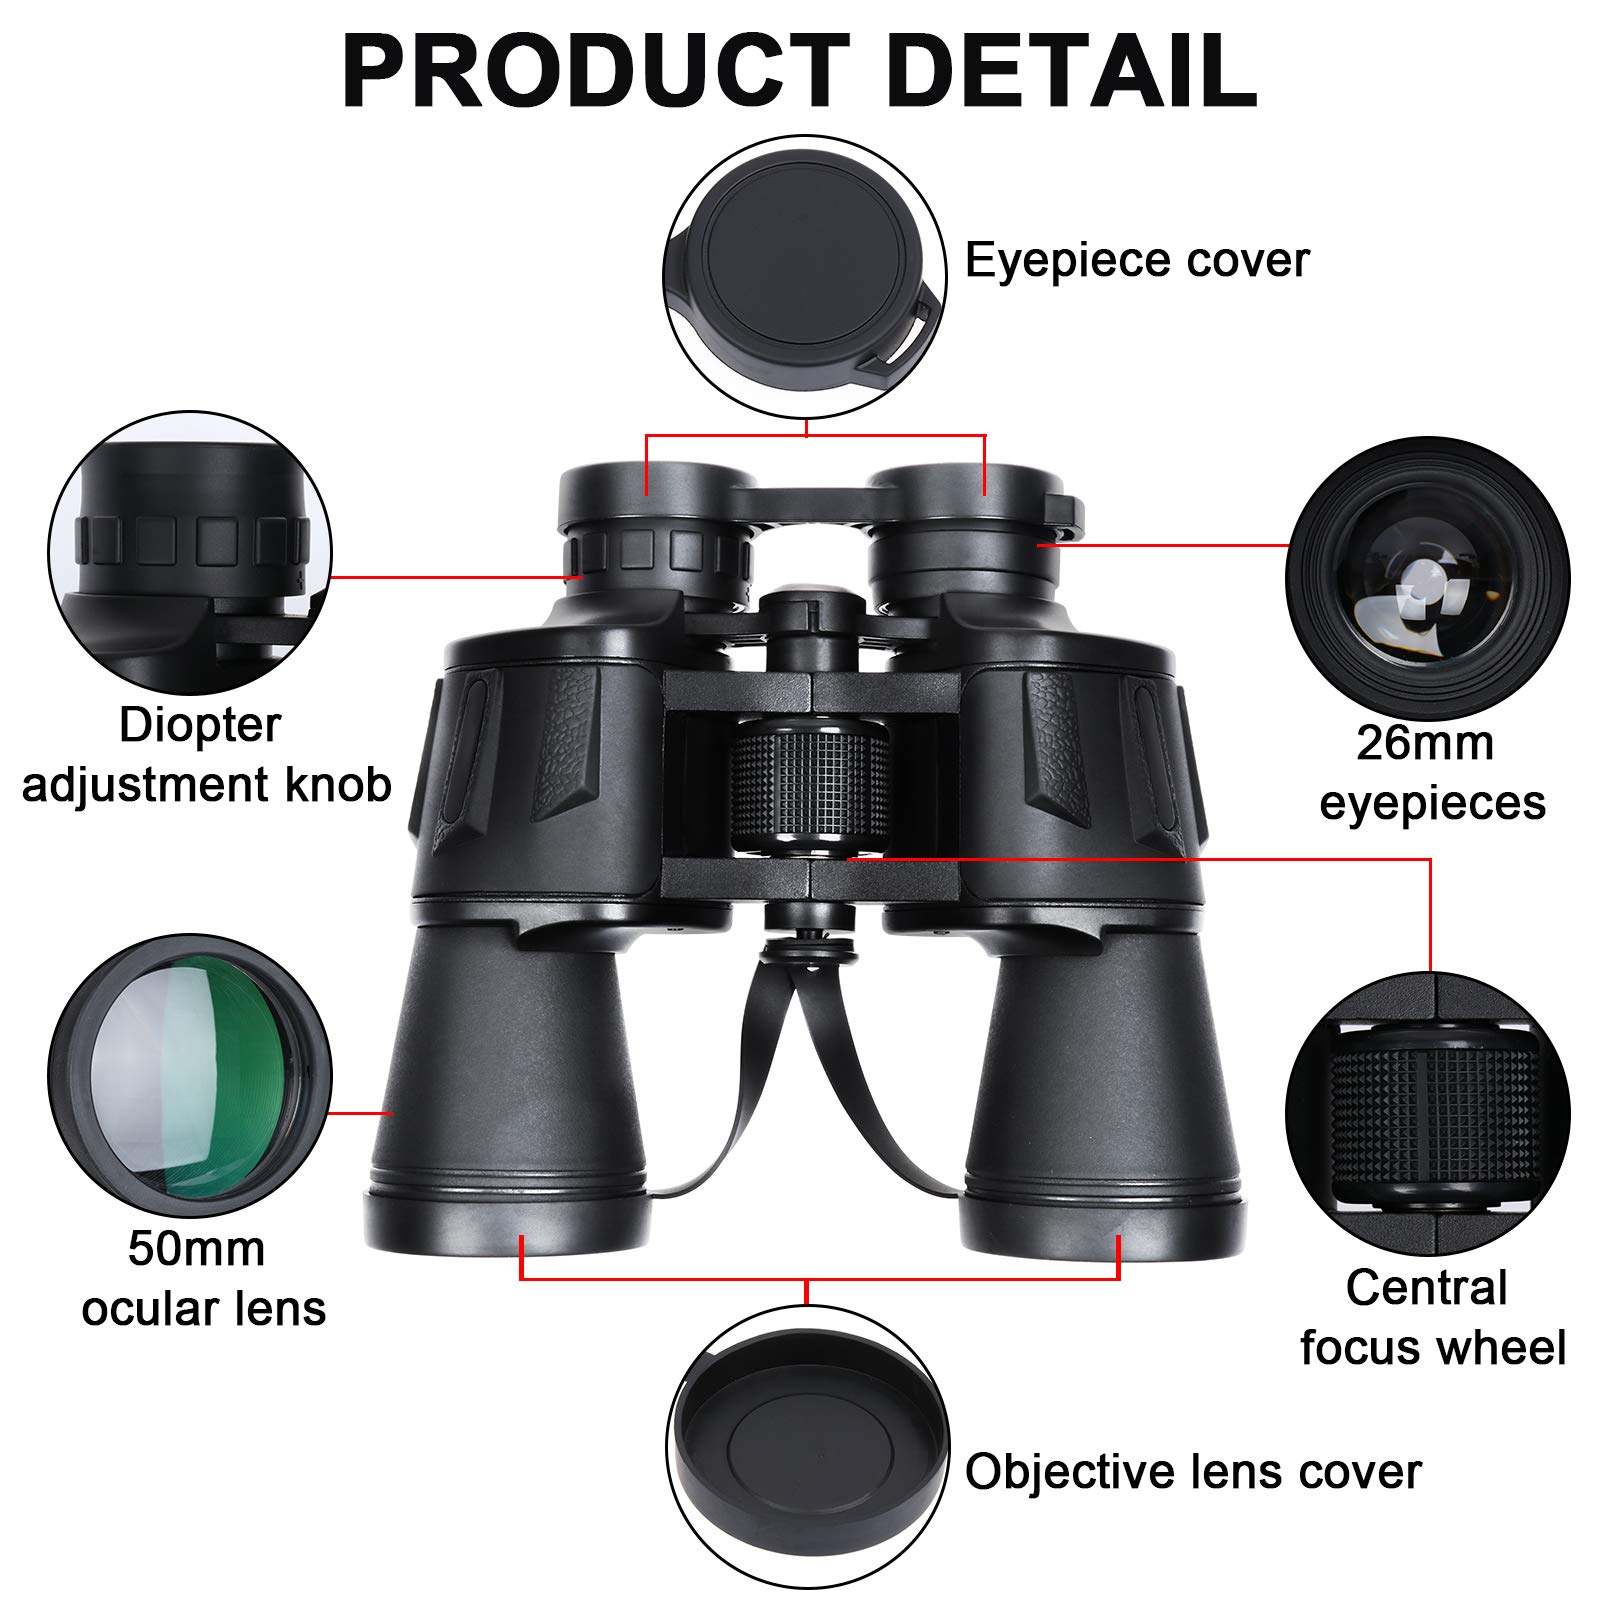 PRODUCT DETAIL
Eyepiece cover
Diopter
adjustment knob
26mm
eyepieces
50mm
ocular lens
Central
focus wheel
Objective lens cover